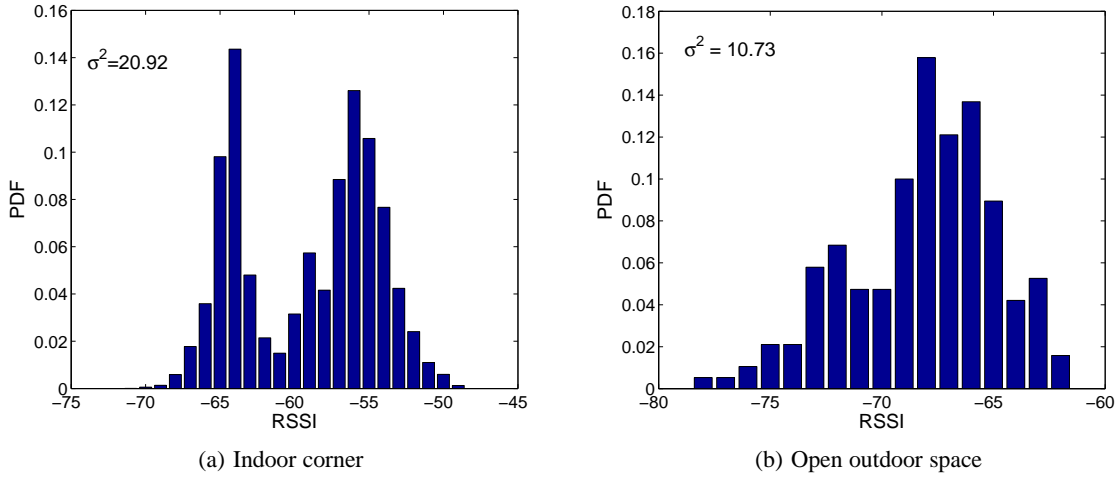 0.16
0.14
0.12
0.1
0.08
0.06
0.04
0.02
0
PDF
σ²=20.92
−75 −70 −65 −60 −55 −50 −45
RSSI
(a) Indoor corner
0.18
0.16
0.14
0.12
0.1
0.08
0.06
0.04
0.02
0
PDF
σ² = 10.73
−80 −75 −70 −65 −60
RSSI
(b) Open outdoor space